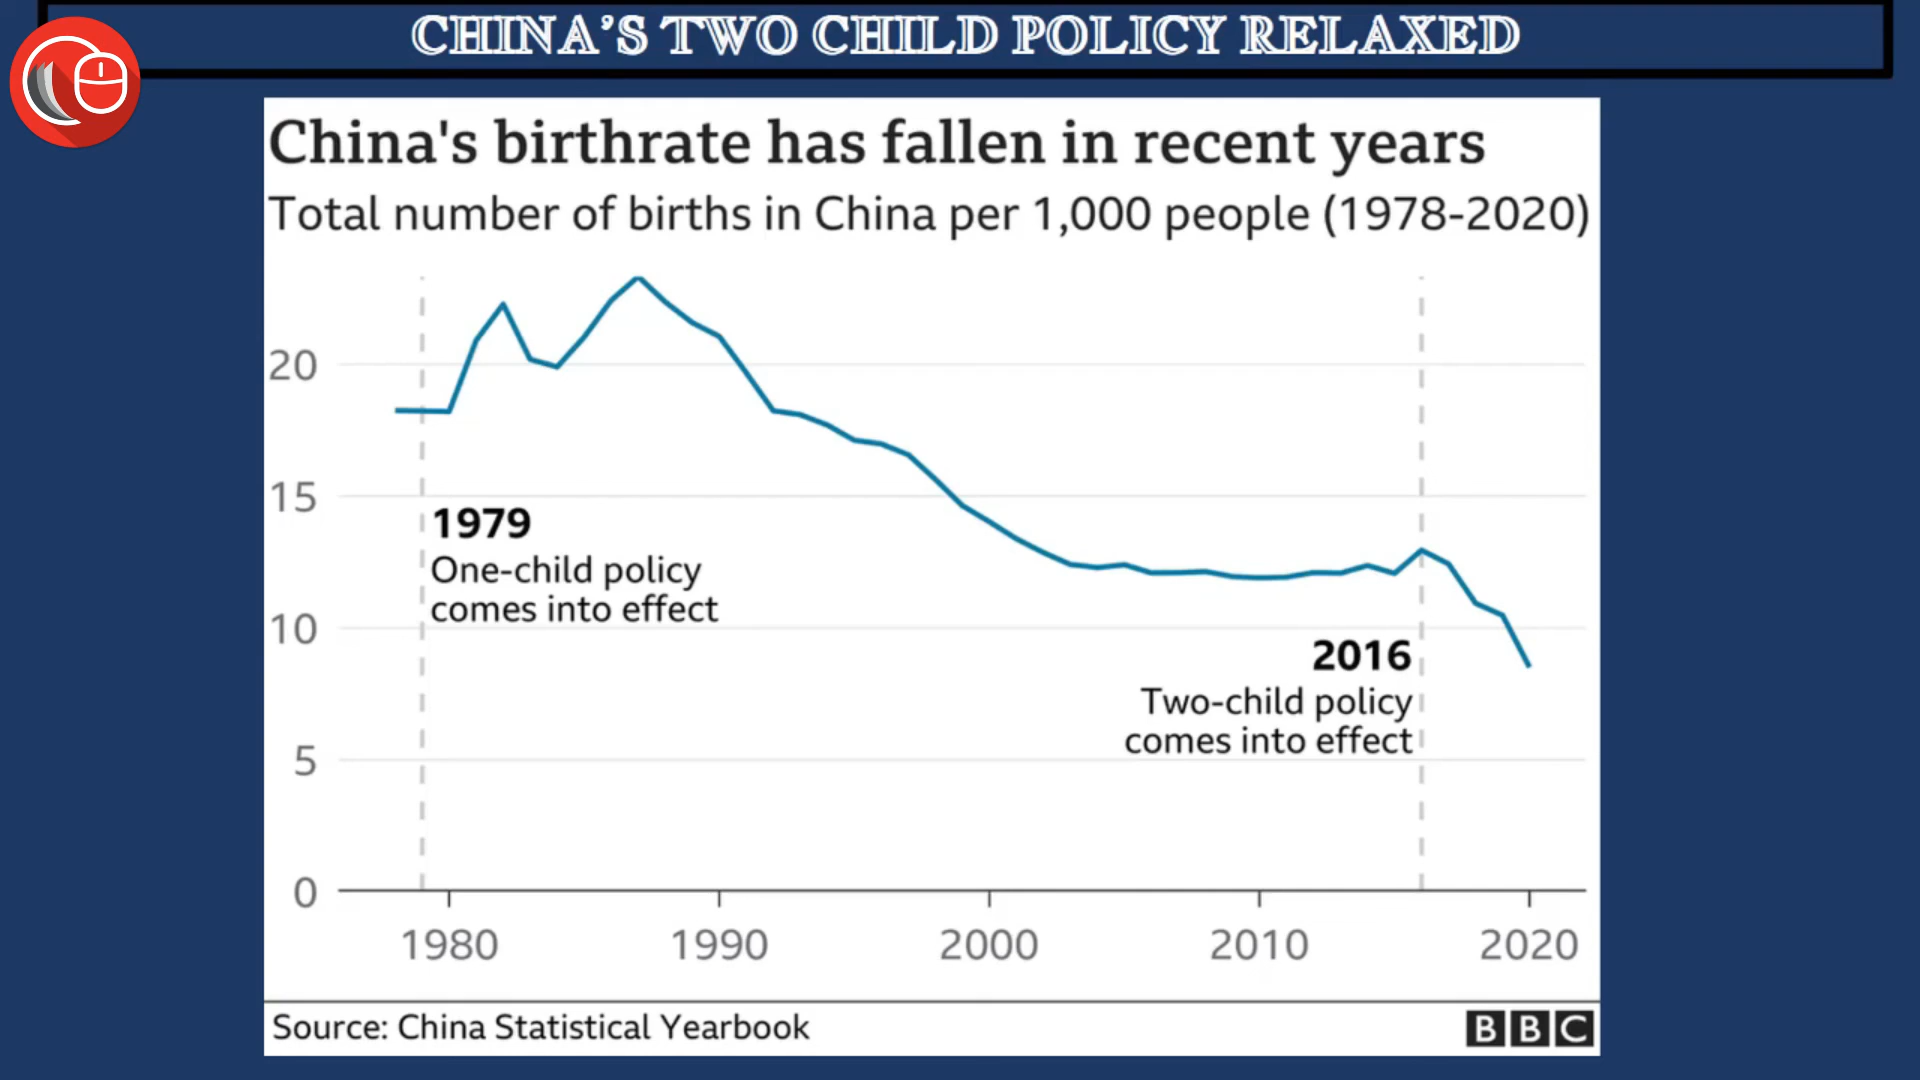 CHINA'S TWO CHILD POLICY RELAXED
China's birthrate has fallen in recent years
Total number of births in China per 1,000 people (1978-2020)
20
15
1979
One-child policy
comes into effect
10
2016
Two-child policy
comes into effect
5
0
1980 1990 2000 2010 2020
Source: China Statistical Yearbook
BBC